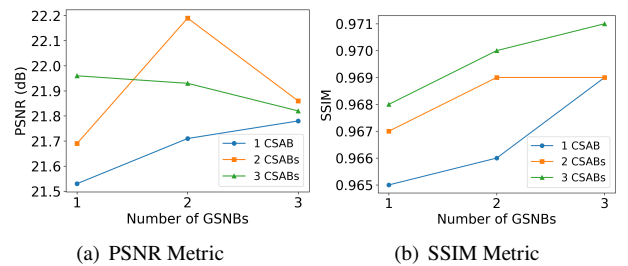 22.2
22.1
22.0
21.9
21.8
21.7
21.6
21.5
PSNR (dB)
1 CSAB
2 CSABs
3 CSABs
1 2 3
Number of GSNBs
(a) PSNR Metric
0.971
0.970
0.969
0.968
0.967
0.966
0.965
SSIM
1 CSAB
2 CSABs
3 CSABs
1 2 3
Number of GSNBs
(b) SSIM Metric